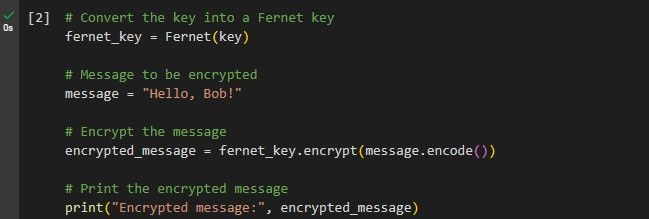 [2] # Convert the key into a Fernet key
0s
fernet_key = Fernet(key)
# Message to be encrypted
message = "Hello, Bob!"
# Encrypt the message
encrypted_message = fernet_key.encrypt(message.encode())
# Print the encrypted message
print("Encrypted message:", encrypted_message)